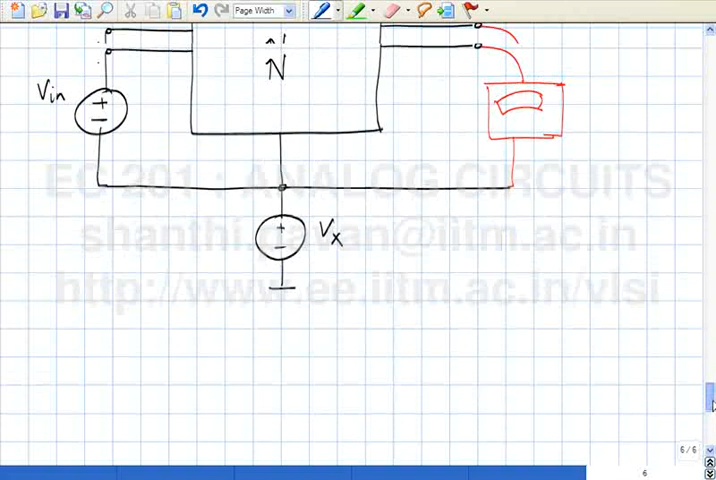 Page Width
N
Vin
+
−
EC 201 : ANALOG CIRCUITS
+
−
Vx
shanthi.pavan@iitm.ac.in
http://www.ee.iitm.ac.in/vlsi
6/6
6